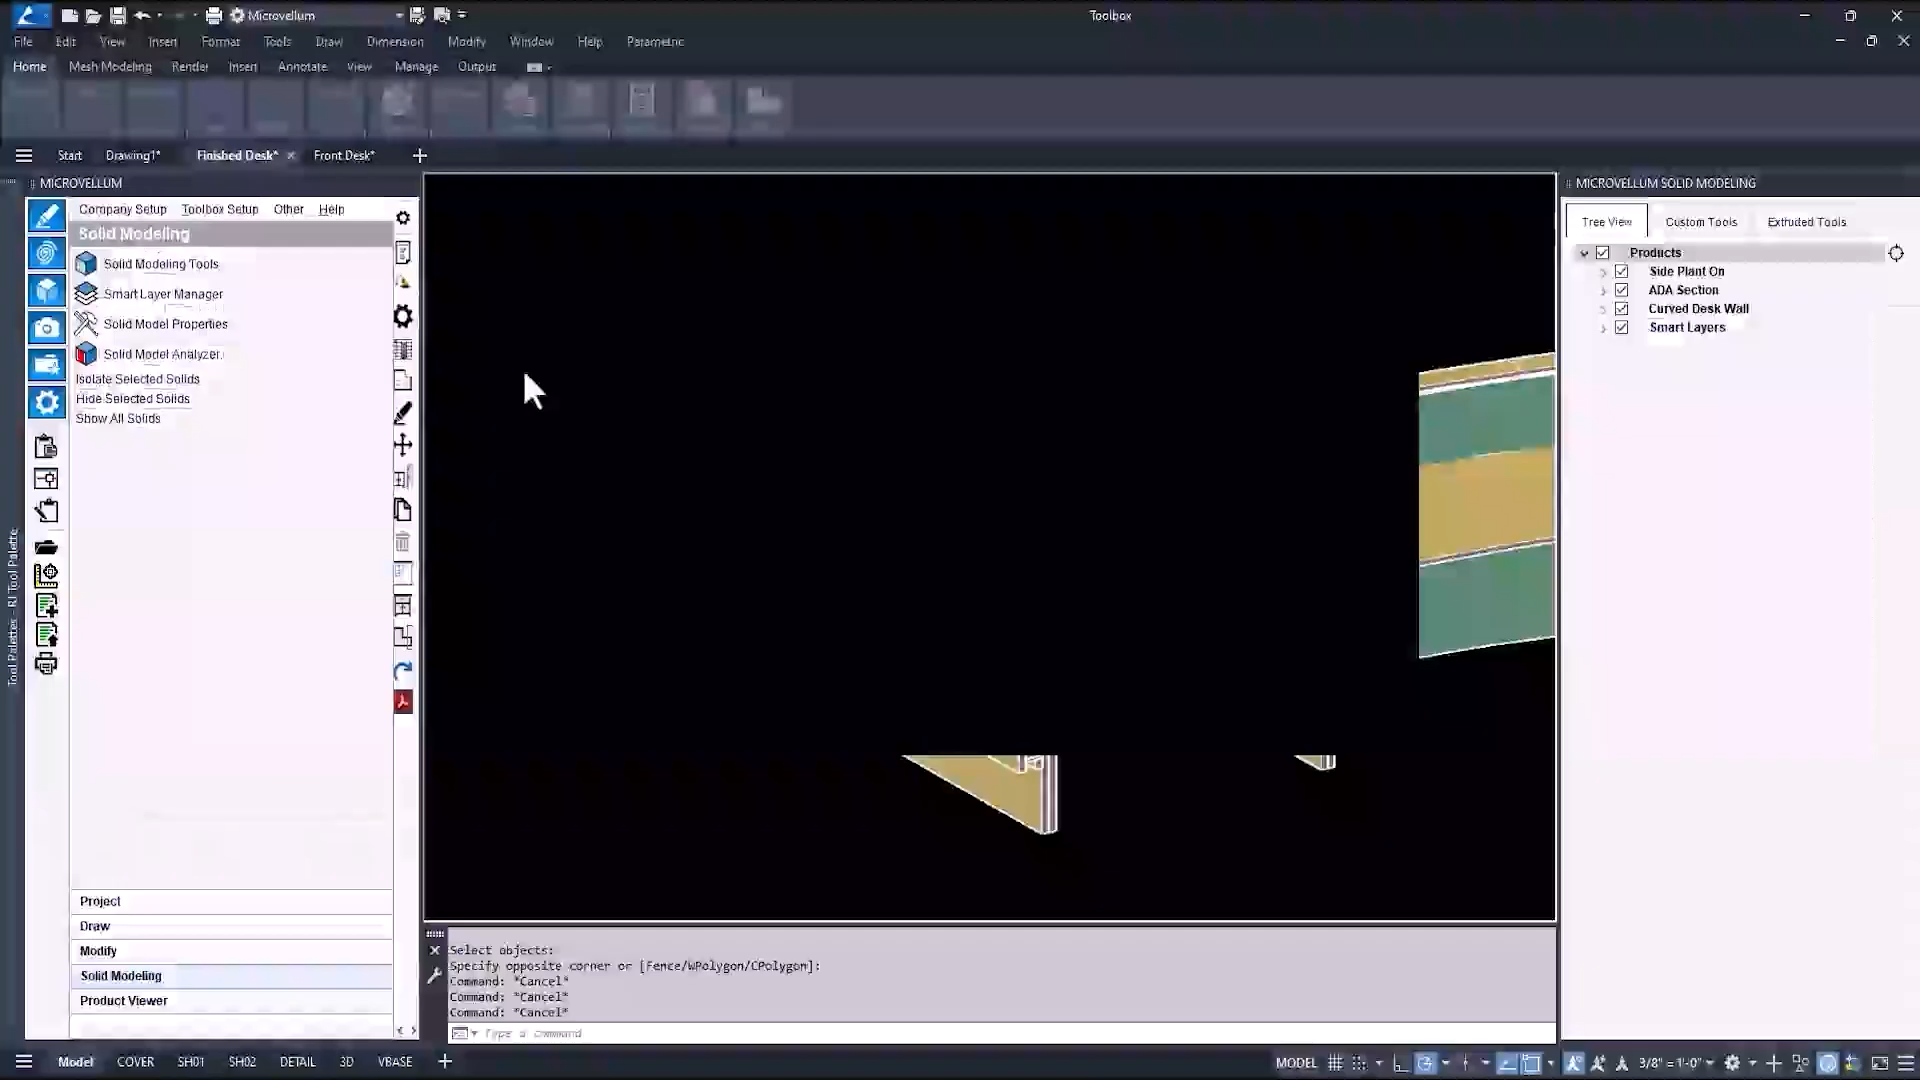 Microvellum
Toolbox
File Edit View Insert Format Tools Draw Dimension Modify Window Help Parametric
Home Mesh Modeling Render Insert Annotate View Manage Output
Start Drawing1* Finished Desk* Front Desk*
MICROVELLUM
Company Setup Toolbox Setup Other Help
Solid Modeling
Solid Modeling Tools
Smart Layer Manager
Solid Model Properties
Solid Model Analyzer.
Isolate Selected Solids
Hide Selected Solids
Show All Solids
Tool Palettes - RJ Tool Palette
Project
Draw
Modify
Solid Modeling
Product Viewer
MICROVELLUM SOLID MODELING
Tree View Custom Tools Extruded Tools
Products
Side Plant On
ADA Section
Curved Desk Wall
Smart Layers
Select objects:
Specify opposite corner or [Fence/WPolygon/CPolygon]:
Command: *Cancel*
Command: *Cancel*
Command: *Cancel*
Type a command
Model COVER SH01 SH02 DETAIL 3D VBASE
MODEL 3/8" = 1'-0"